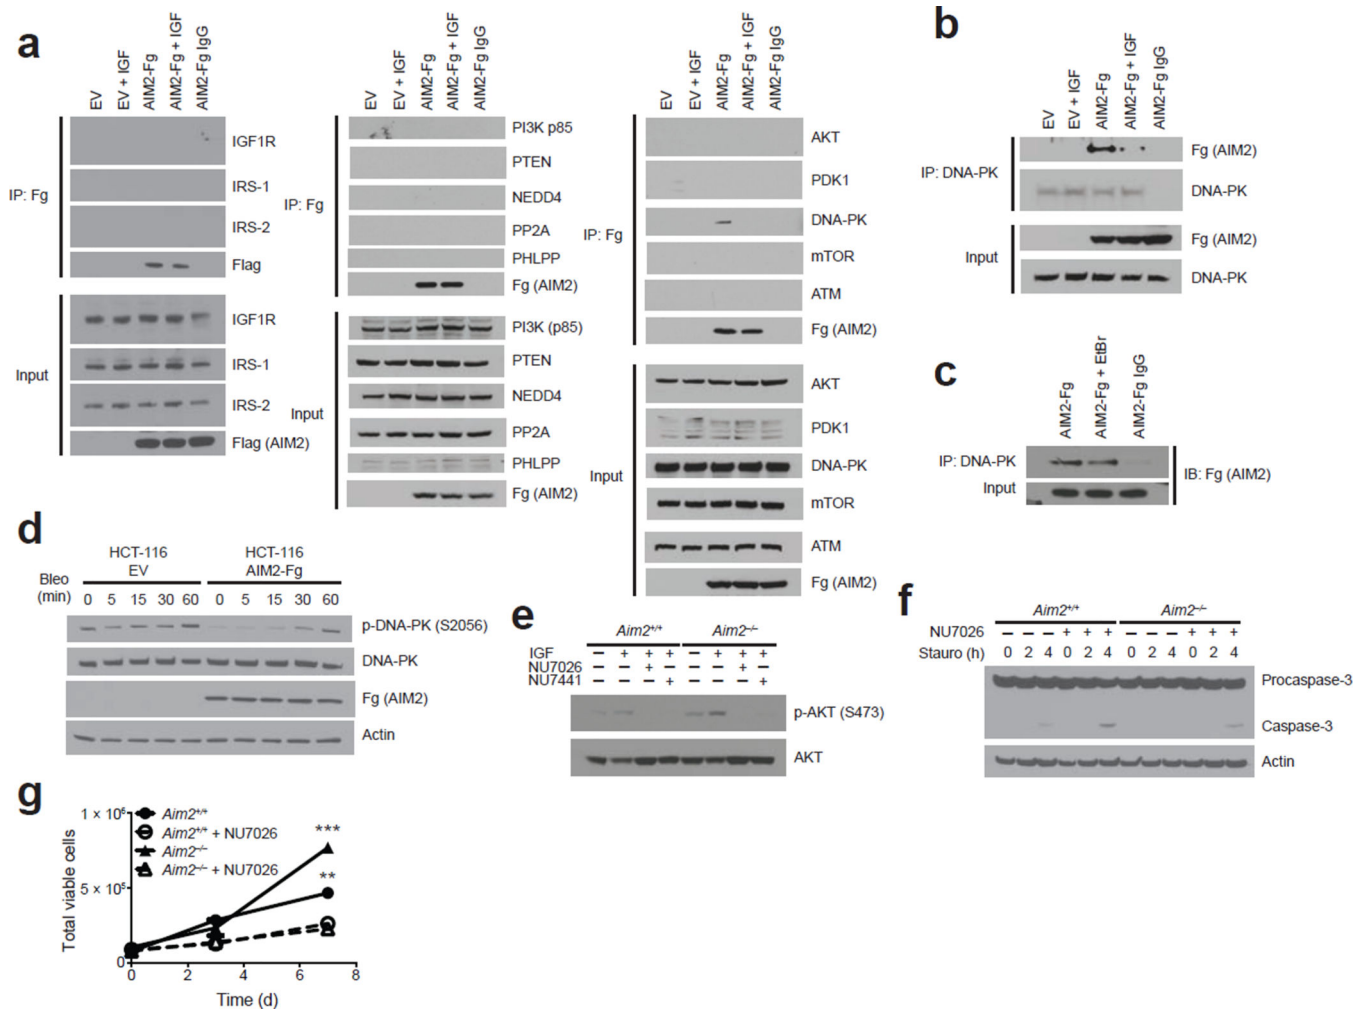 a
EV
EV + IGF
AIM2-Fg
AIM2-Fg + IGF
AIM2-Fg IgG
IP: Fg
IGF1R
IRS-1
IRS-2
Flag
Input
IGF1R
IRS-1
IRS-2
Flag (AIM2)
EV
EV + IGF
AIM2-Fg
AIM2-Fg + IGF
AIM2-Fg IgG
IP: Fg
PI3K p85
PTEN
NEDD4
PP2A
PHLPP
Fg (AIM2)
Input
PI3K (p85)
PTEN
NEDD4
PP2A
PHLPP
Fg (AIM2)
EV
EV + IGF
AIM2-Fg
AIM2-Fg + IGF
AIM2-Fg IgG
IP: Fg
AKT
PDK1
DNA-PK
mTOR
ATM
Fg (AIM2)
Input
AKT
PDK1
DNA-PK
mTOR
ATM
Fg (AIM2)
b
EV
EV + IGF
AIM2-Fg
AIM2-Fg + IGF
AIM2-Fg IgG
IP: DNA-PK
Fg (AIM2)
DNA-PK
Input
Fg (AIM2)
DNA-PK
c
AIM2-Fg
AIM2-Fg + EtBr
AIM2-Fg IgG
IP: DNA-PK
Input
IB: Fg (AIM2)
d
HCT-116
EV
HCT-116
AIM2-Fg
Bleo
(min)
0 5 15 30 60 0 5 15 30 60
p-DNA-PK (S2056)
DNA-PK
Fg (AIM2)
Actin
e
Aim2+/+ Aim2–/–
IGF – + + + – + + +
NU7026 – – + – – – + –
NU7441 – – – + – – – +
p-AKT (S473)
AKT
f
Aim2+/+ Aim2–/–
NU7026 – – – + + + – – – + + +
Stauro (h) 0 2 4 0 2 4 0 2 4 0 2 4
Procaspase-3
Caspase-3
Actin
g
Total viable cells
1 × 10⁶
5 × 10⁵
0
Aim2+/+
Aim2+/+ + NU7026
Aim2–/–
Aim2–/– + NU7026
***
**
0 2 4 6 8
Time (d)